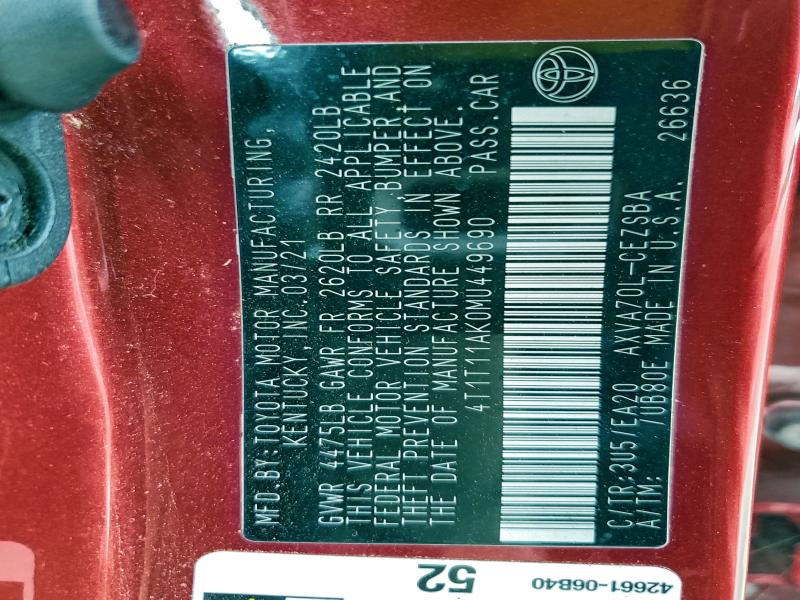 MFD.BY:TOYOTA MOTOR MANUFACTURING,
KENTUCKY, INC.03/21
GVWR 4475LB GAWR FR 2620LB RR 2420LB
THIS VEHICLE CONFORMS TO ALL APPLICABLE
FEDERAL MOTOR VEHICLE SAFETY, BUMPER,AND
THEFT PREVENTION STANDARDS IN EFFECT ON
THE DATE OF MANUFACTURE SHOWN ABOVE.
4T1T11AK0MU449690 PASS.CAR
C/TR:3U5/EA20 AXVA70L-CEZSBA
A/TM: /UB80E MADE IN U.S.A. 26636
52
42661-06B40